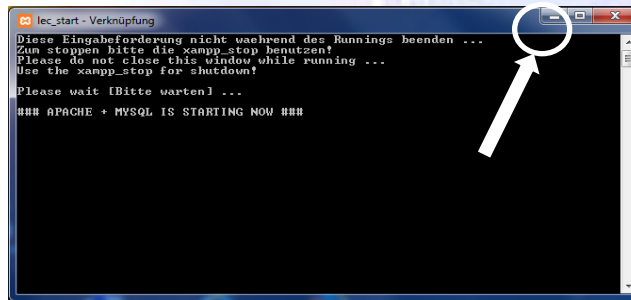 lec_start - Verknüpfung
Diese Eingabeforderung nicht waehrend des Runnings beenden ...
Zum stoppen bitte die xampp_stop benutzen!
Please do not close this window while running ...
Use the xampp_stop for shutdown!
Please wait [Bitte warten] ...
### APACHE + MYSQL IS STARTING NOW ###